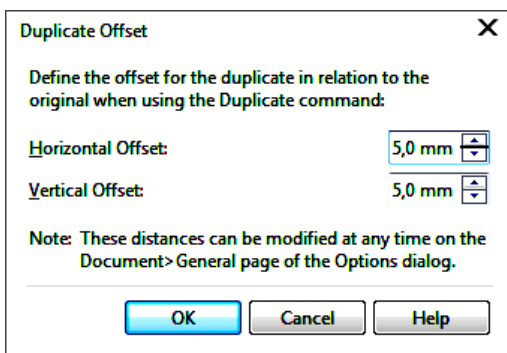 Duplicate Offset
Define the offset for the duplicate in relation to the
original when using the Duplicate command:
Horizontal Offset: 5,0 mm
Vertical Offset: 5,0 mm
Note: These distances can be modified at any time on the
Document>General page of the Options dialog.
OK Cancel Help